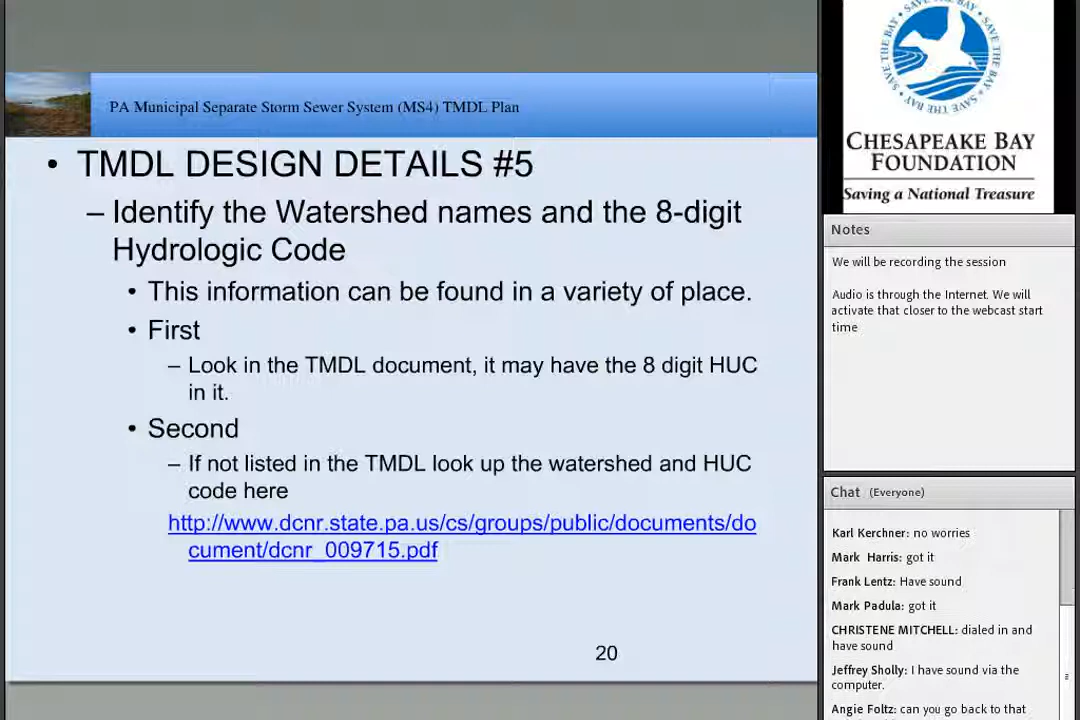 PA Municipal Separate Storm Sewer System (MS4) TMDL Plan
• TMDL DESIGN DETAILS #5
– Identify the Watershed names and the 8-digit
Hydrologic Code
• This information can be found in a variety of place.
• First
– Look in the TMDL document, it may have the 8 digit HUC
in it.
• Second
– If not listed in the TMDL look up the watershed and HUC
code here
http://www.dcnr.state.pa.us/cs/groups/public/documents/do
cument/dcnr_009715.pdf
20
SAVE THE BAY SAVE THE BAY SAVE THE BAY
CHESAPEAKE BAY
FOUNDATION
Saving a National Treasure
Notes
We will be recording the session
Audio is through the Internet. We will
activate that closer to the webcast start
time
Chat (Everyone)
Karl Kerchner: no worries
Mark Harris: got it
Frank Lentz: Have sound
Mark Padula: got it
CHRISTENE MITCHELL: dialed in and
have sound
Jeffrey Sholly: I have sound via the
computer.
Angie Foltz: can you go back to that